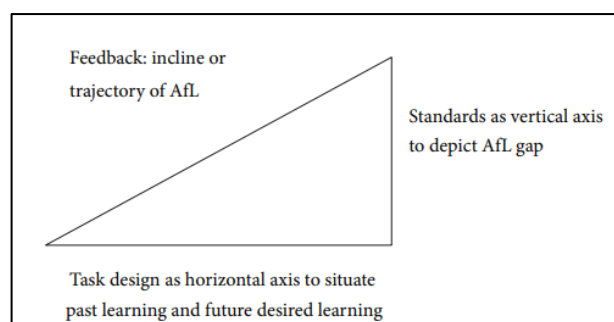 Feedback: incline or
trajectory of AfL
Standards as vertical axis
to depict AfL gap
Task design as horizontal axis to situate
past learning and future desired learning